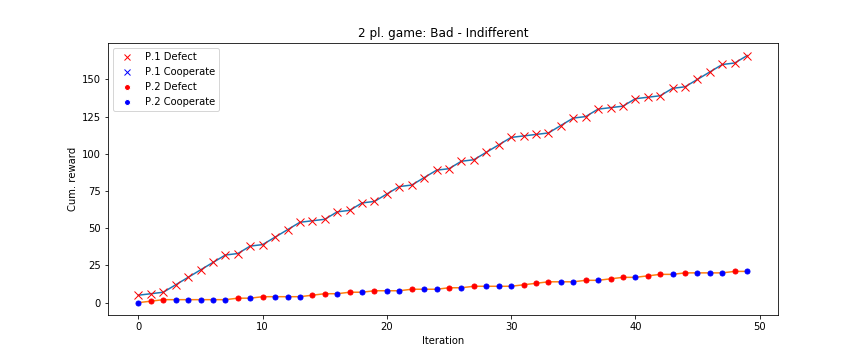 2 pl. game: Bad - Indifferent
P.1 Defect
P.1 Cooperate
P.2 Defect
P.2 Cooperate
Cum. reward
150
125
100
75
50
25
0
0 10 20 30 40 50
Iteration